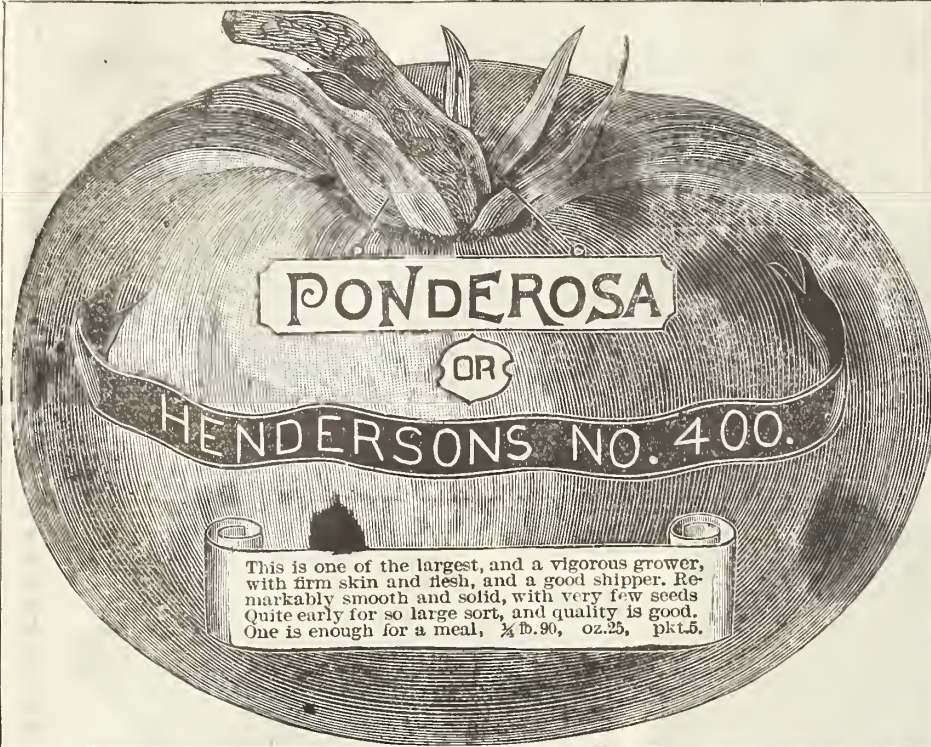 PONDEROSA
OR
HENDERSONS NO. 400.
This is one of the largest, and a vigorous grower,
with firm skin and flesh, and a good shipper. Re-
markably smooth and solid, with very few seeds
Quite early for so large sort, and quality is good.
One is enough for a meal, ¼ lb. 90, oz. 25, pkt. 5.